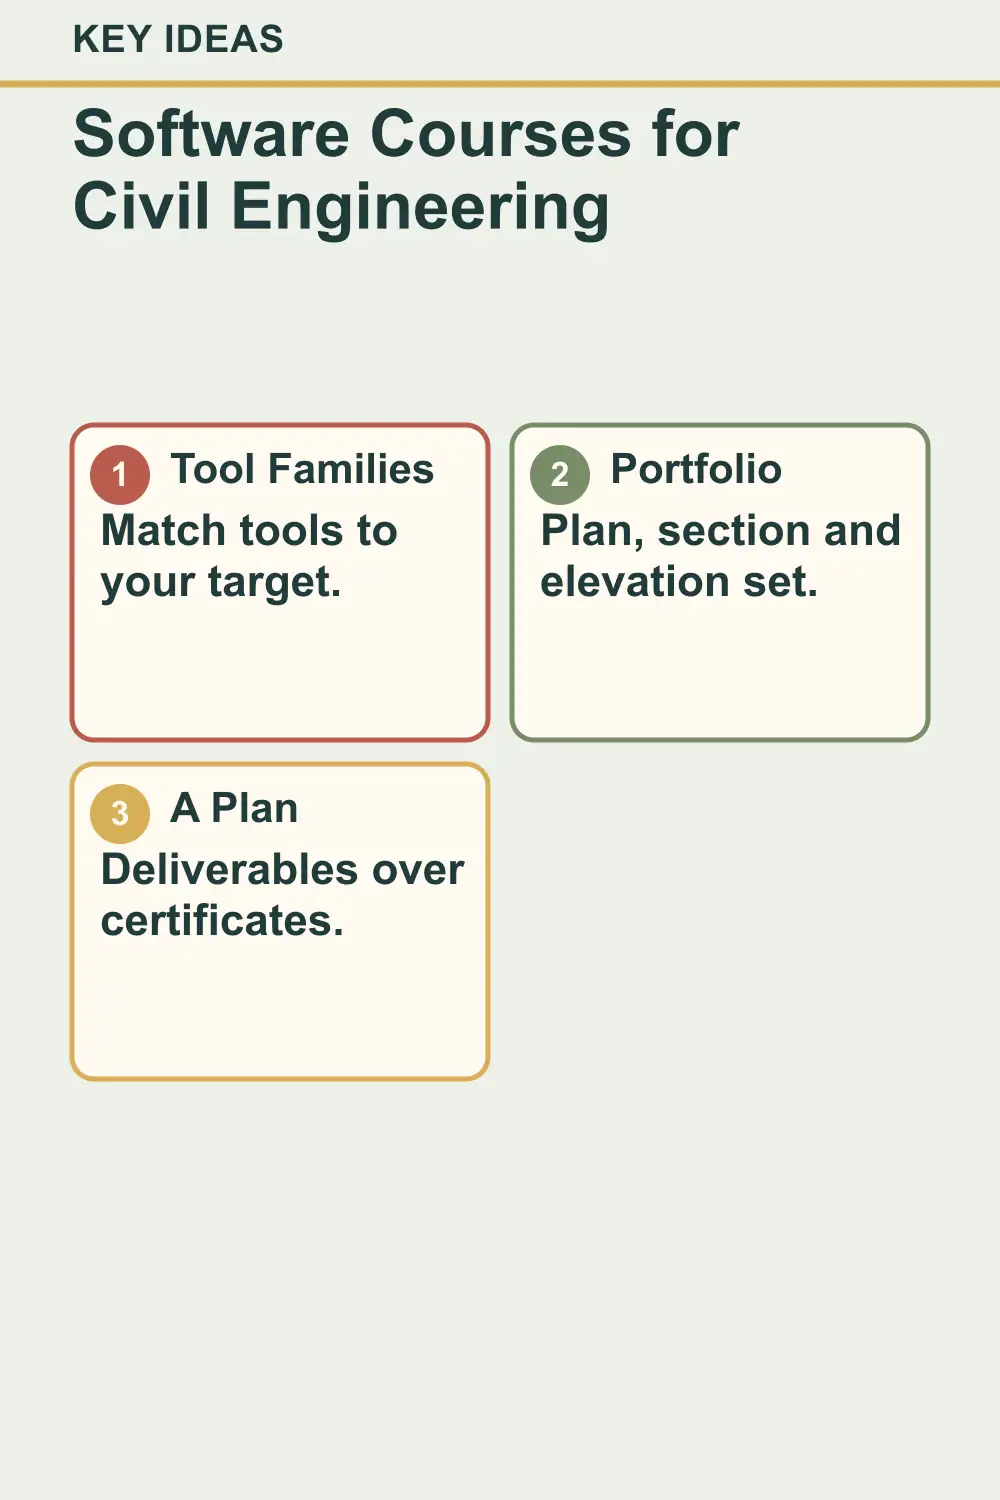 KEY IDEAS
Software Courses for
Civil Engineering
1 Tool Families
Match tools to
your target.
2 Portfolio
Plan, section and
elevation set.
3 A Plan
Deliverables over
certificates.